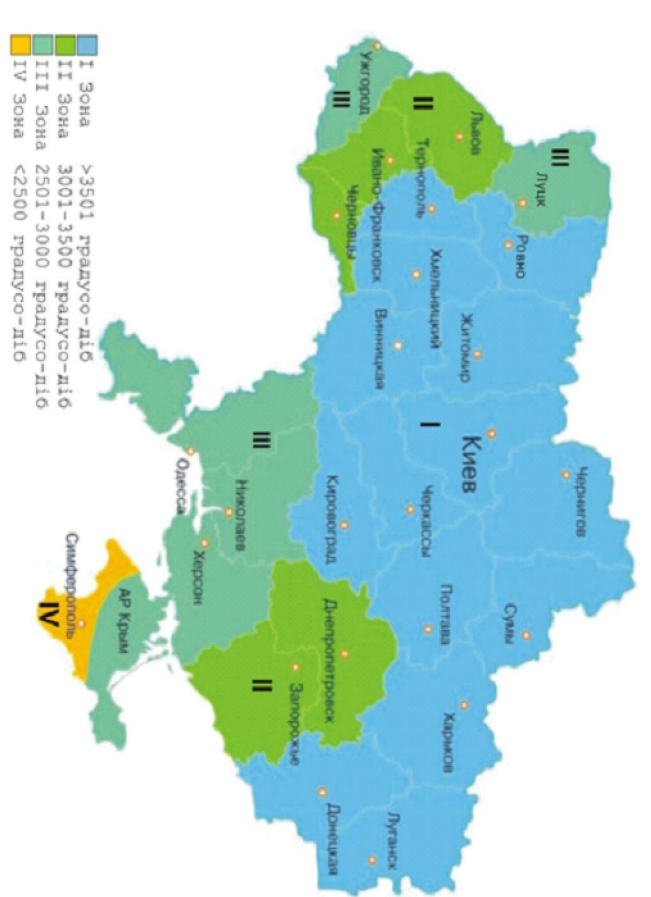 Чернигов
Сумы
Луцк
III
Ровно
Житомир
Киев
Харьков
Львов
II
Тернополь
Хмельницкий
I
Полтава
Черкассы
Луганск
Ужгород
III
Ивано-Франковск
Черновцы
Винницкая
Кировоград
Днепропетровск
Донецкая
Запорожье
II
III
Николаев
Одесса
Херсон
АР Крым
Симферополь
IV
I Зона >3501 градусо-діб
II Зона 3001-3500 градусо-діб
III Зона 2501-3000 градусо-діб
IV Зона <2500 градусо-діб